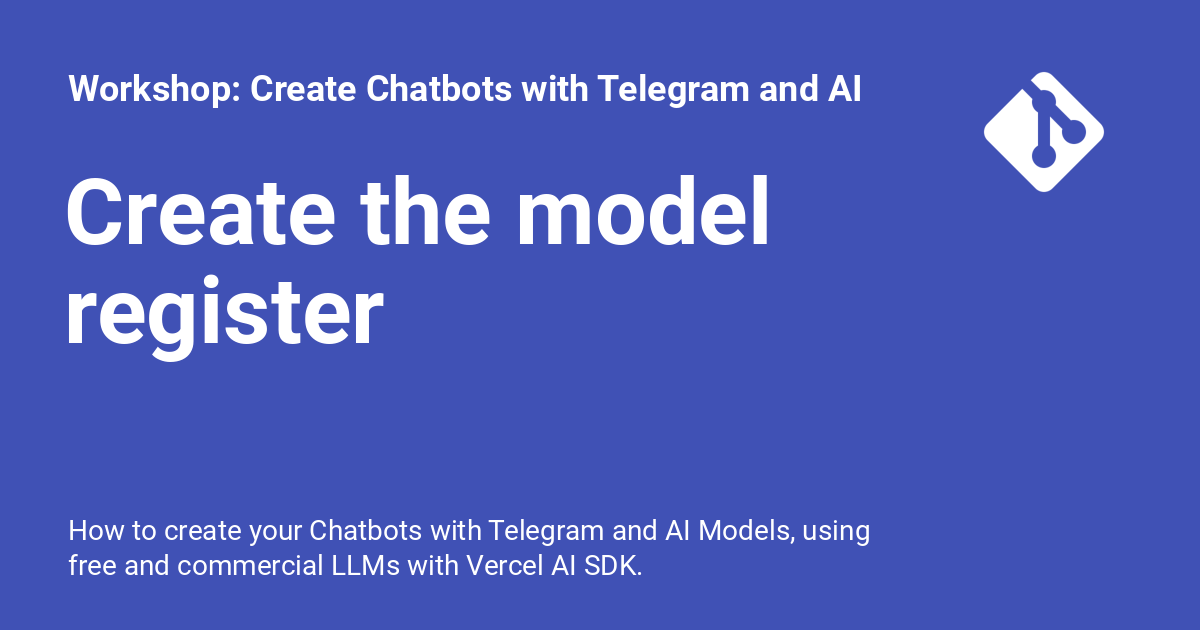 Workshop: Create Chatbots with Telegram and AI
Create the model
register
How to create your Chatbots with Telegram and AI Models, using
free and commercial LLMs with Vercel AI SDK.